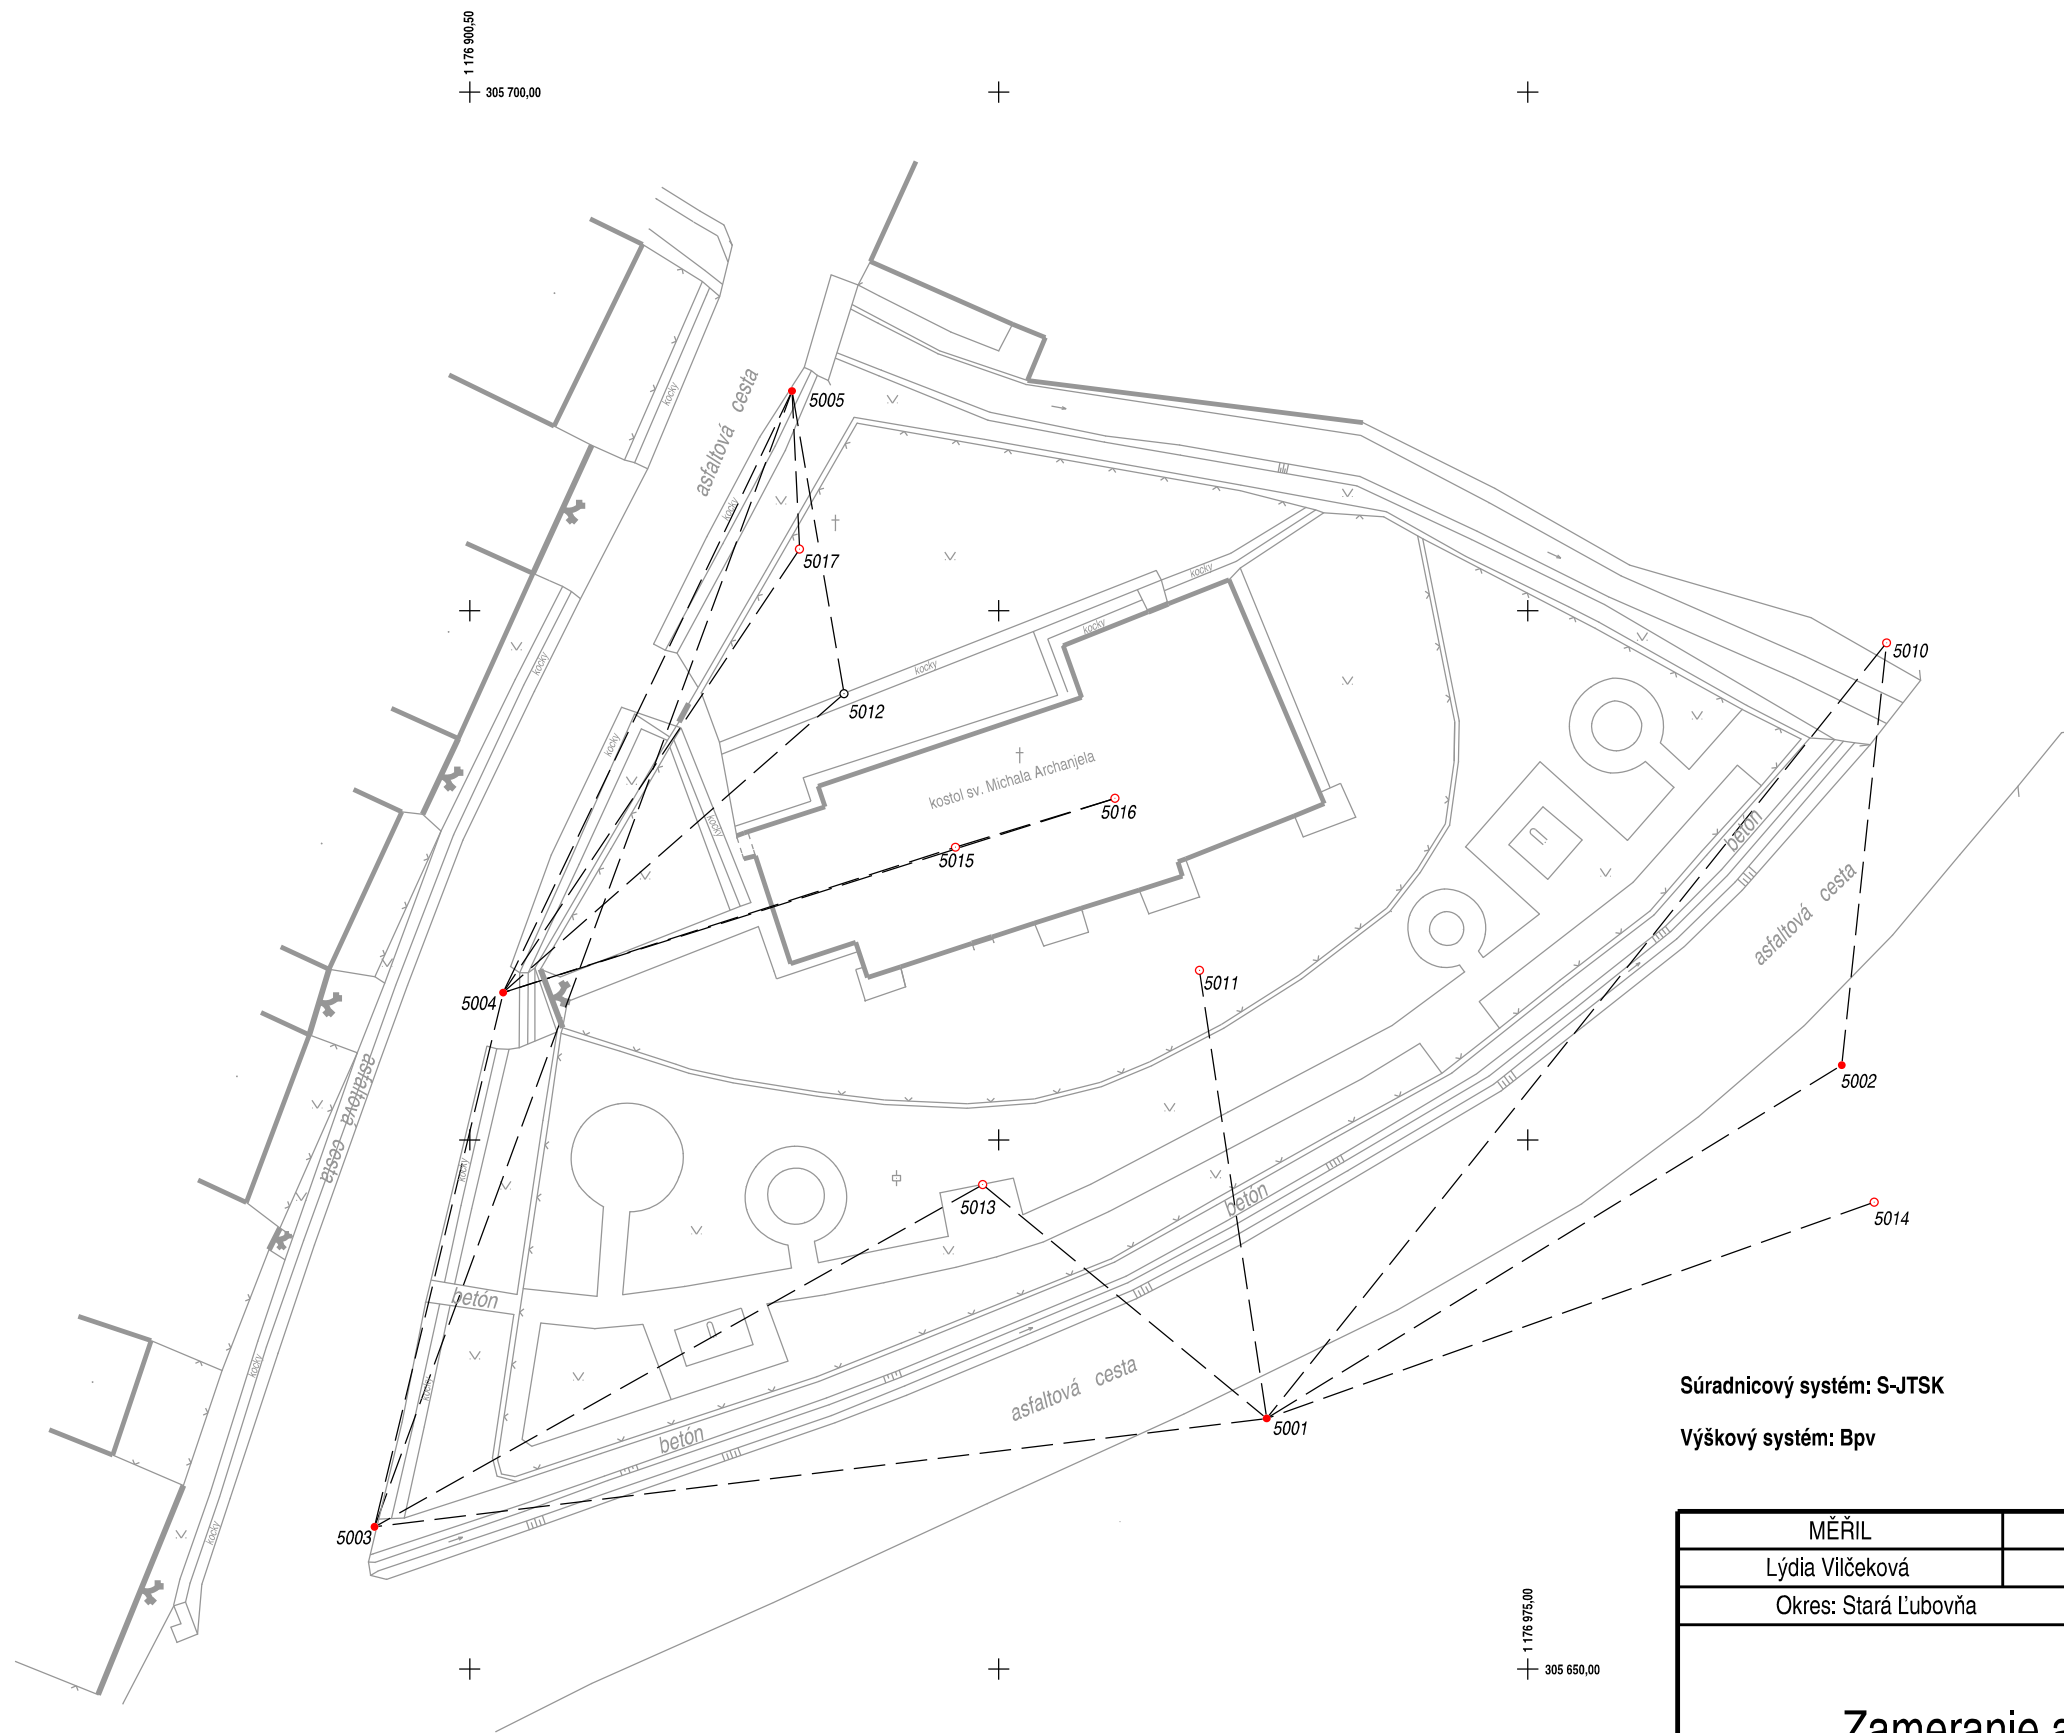 1 176 900,50
305 700,00
5005
asfaltová cesta
kocky
kocky
5017
kocky
5010
kocky
kocky
kocky
5012
kocky
kostol sv. Michala Archanjela
5016
kocky
5015
betón
asfaltová cesta
5011
5004
5002
asfaltová cesta
kocky
5013
betón
5014
betón
kocky
kocky
asfaltová cesta
5001
betón
Súradnicový systém: S-JTSK
Výškový systém: Bpv
5003
kocky
MĚŘIL
Lýdia Vilčeková
Okres: Stará Ľubovňa
1 176 975,00
305 650,00
Zameranie a